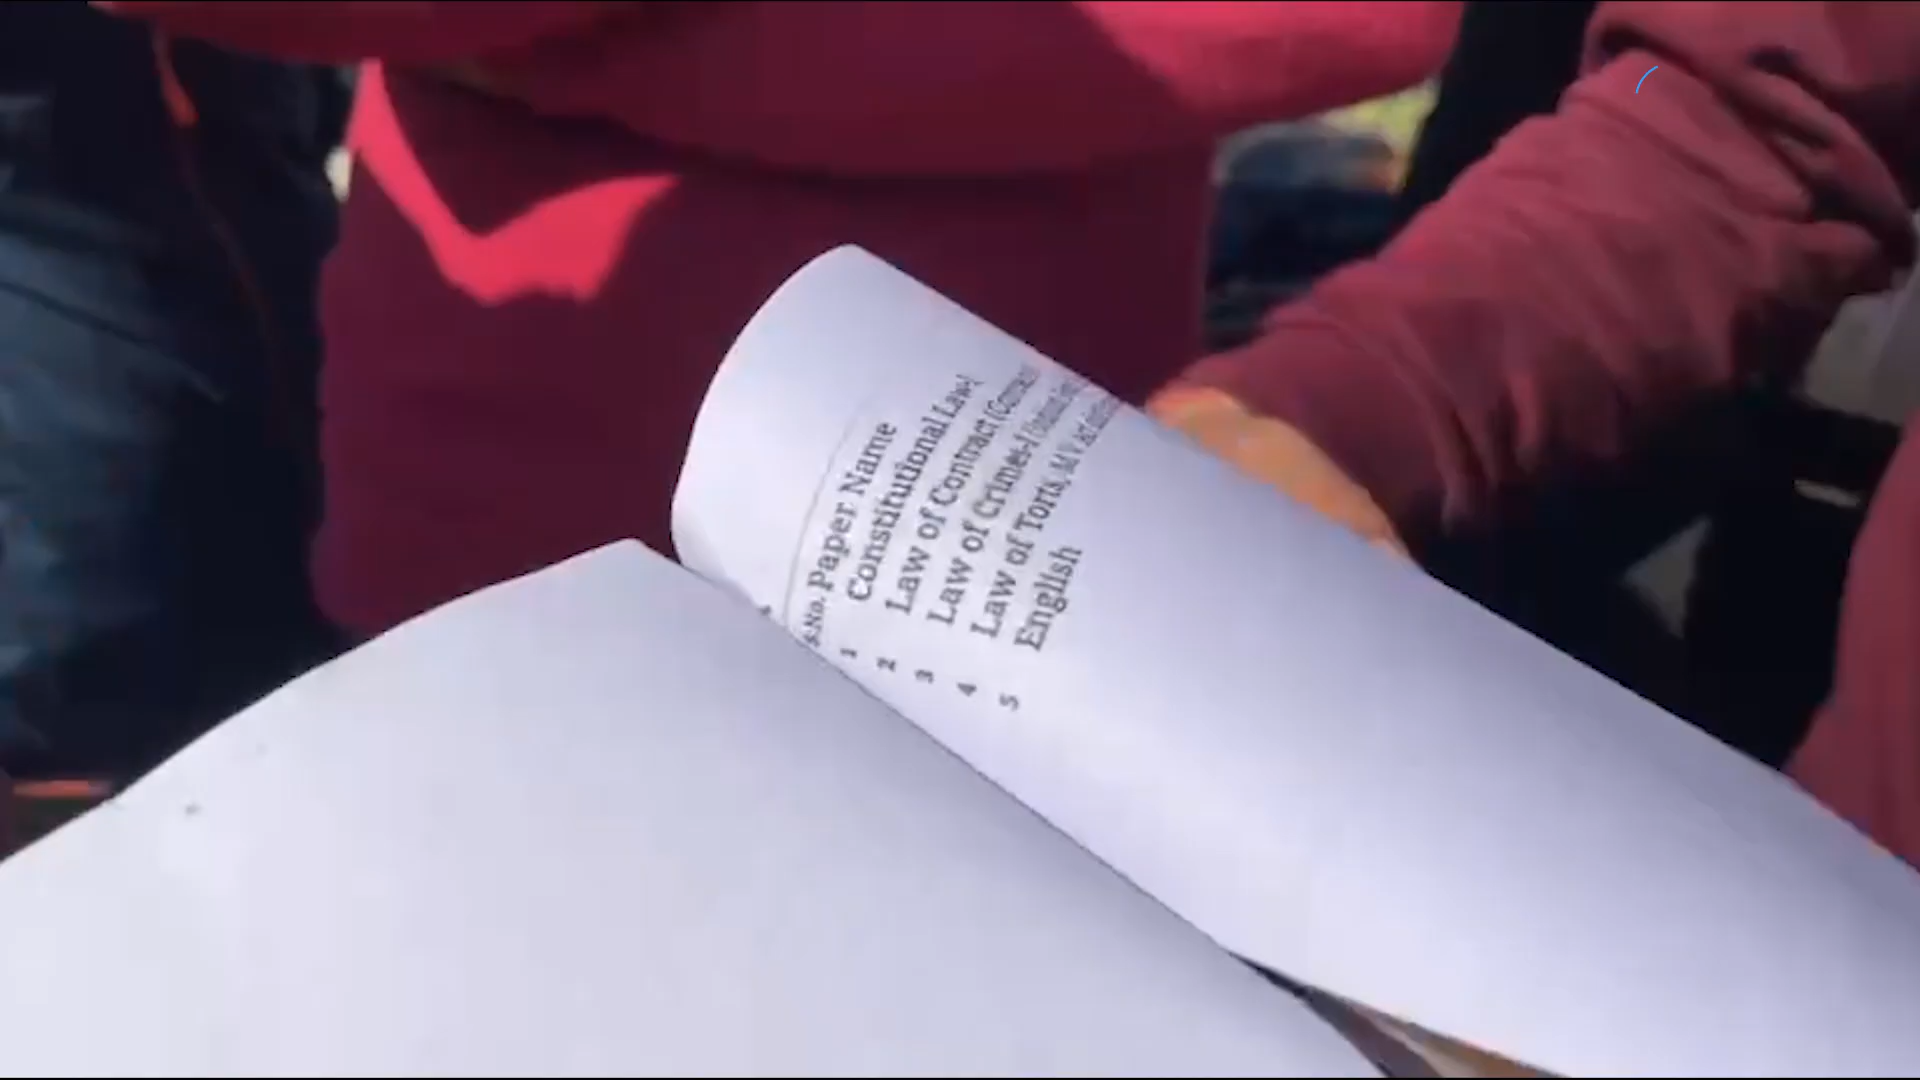 S.No. Paper Name
1 Constitutional Law-I
2 Law of Contract
3 Law of Crimes-I
4 Law of Torts, M V
5 English